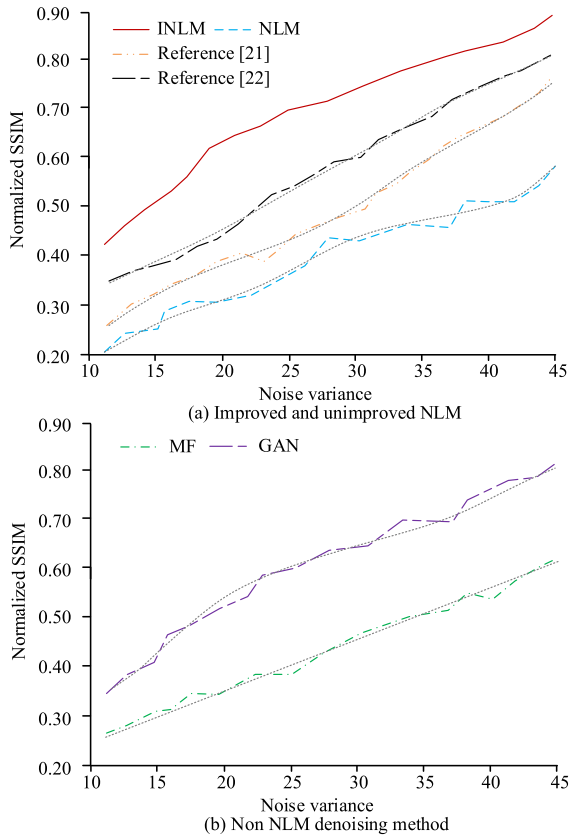 0.90
INLM NLM
Reference [21]
Reference [22]
0.80
0.70
0.60
0.50
0.40
0.30
0.20
Normalized SSIM
10 15 20 25 30 35 40 45
Noise variance
(a) Improved and unimproved NLM
0.90
MF GAN
0.80
0.70
0.60
0.50
0.40
0.30
0.20
Normalized SSIM
10 15 20 25 30 35 40 45
Noise variance
(b) Non NLM denoising method